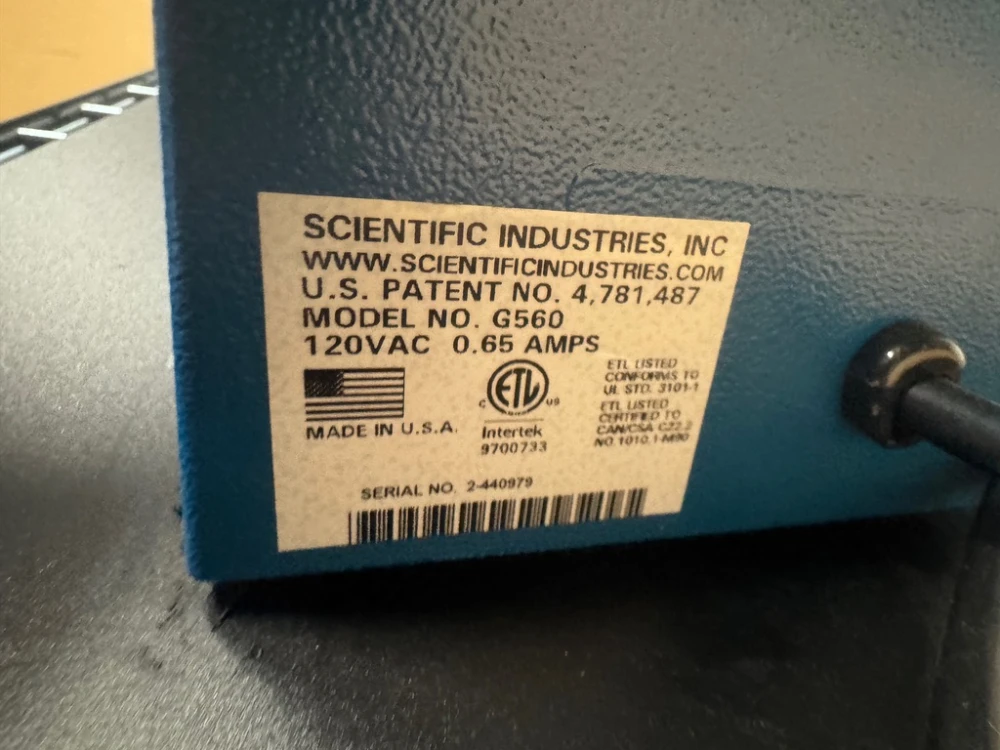 SCIENTIFIC INDUSTRIES, INC
WWW.SCIENTIFICINDUSTRIES.COM
U.S. PATENT NO. 4,781,487
MODEL NO. G560
120VAC 0.65 AMPS
MADE IN U.S.A.
ETL
C US
Intertek
9700733
ETL LISTED
CONFORMS TO
UL STD. 3101-1
ETL LISTED
CERTIFIED TO
CAN/CSA C22.2
NO. 1010.1-M90
SERIAL NO. 2-440979